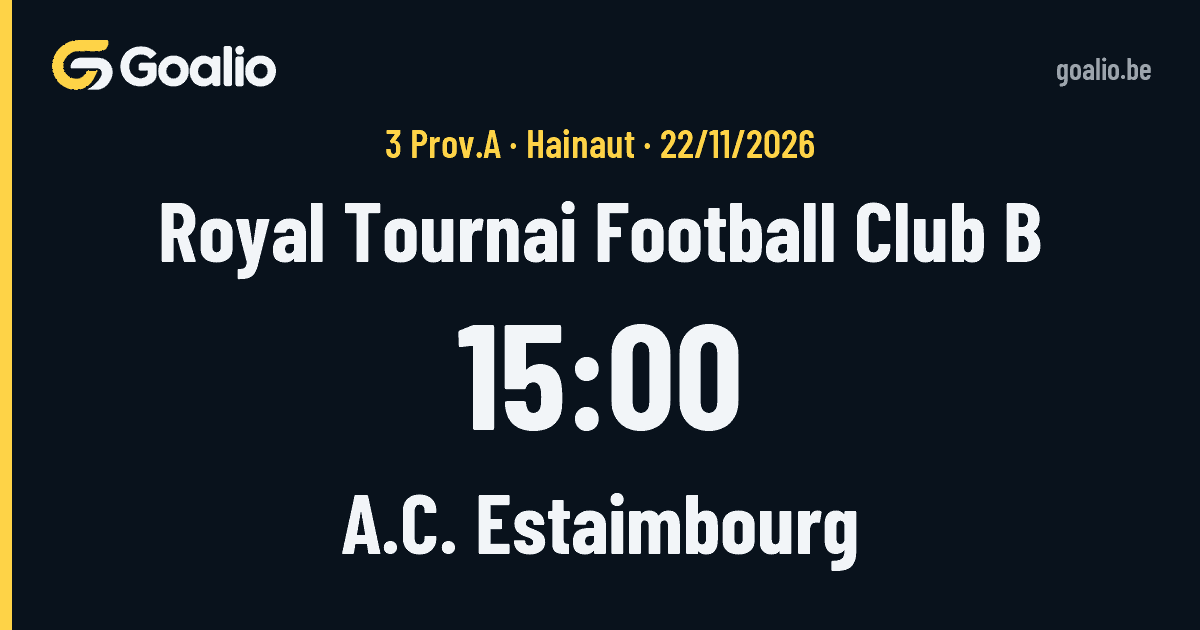 Goalio
goalio.be
3 Prov.A · Hainaut · 22/11/2026
Royal Tournai Football Club B
15:00
A.C. Estaimbourg